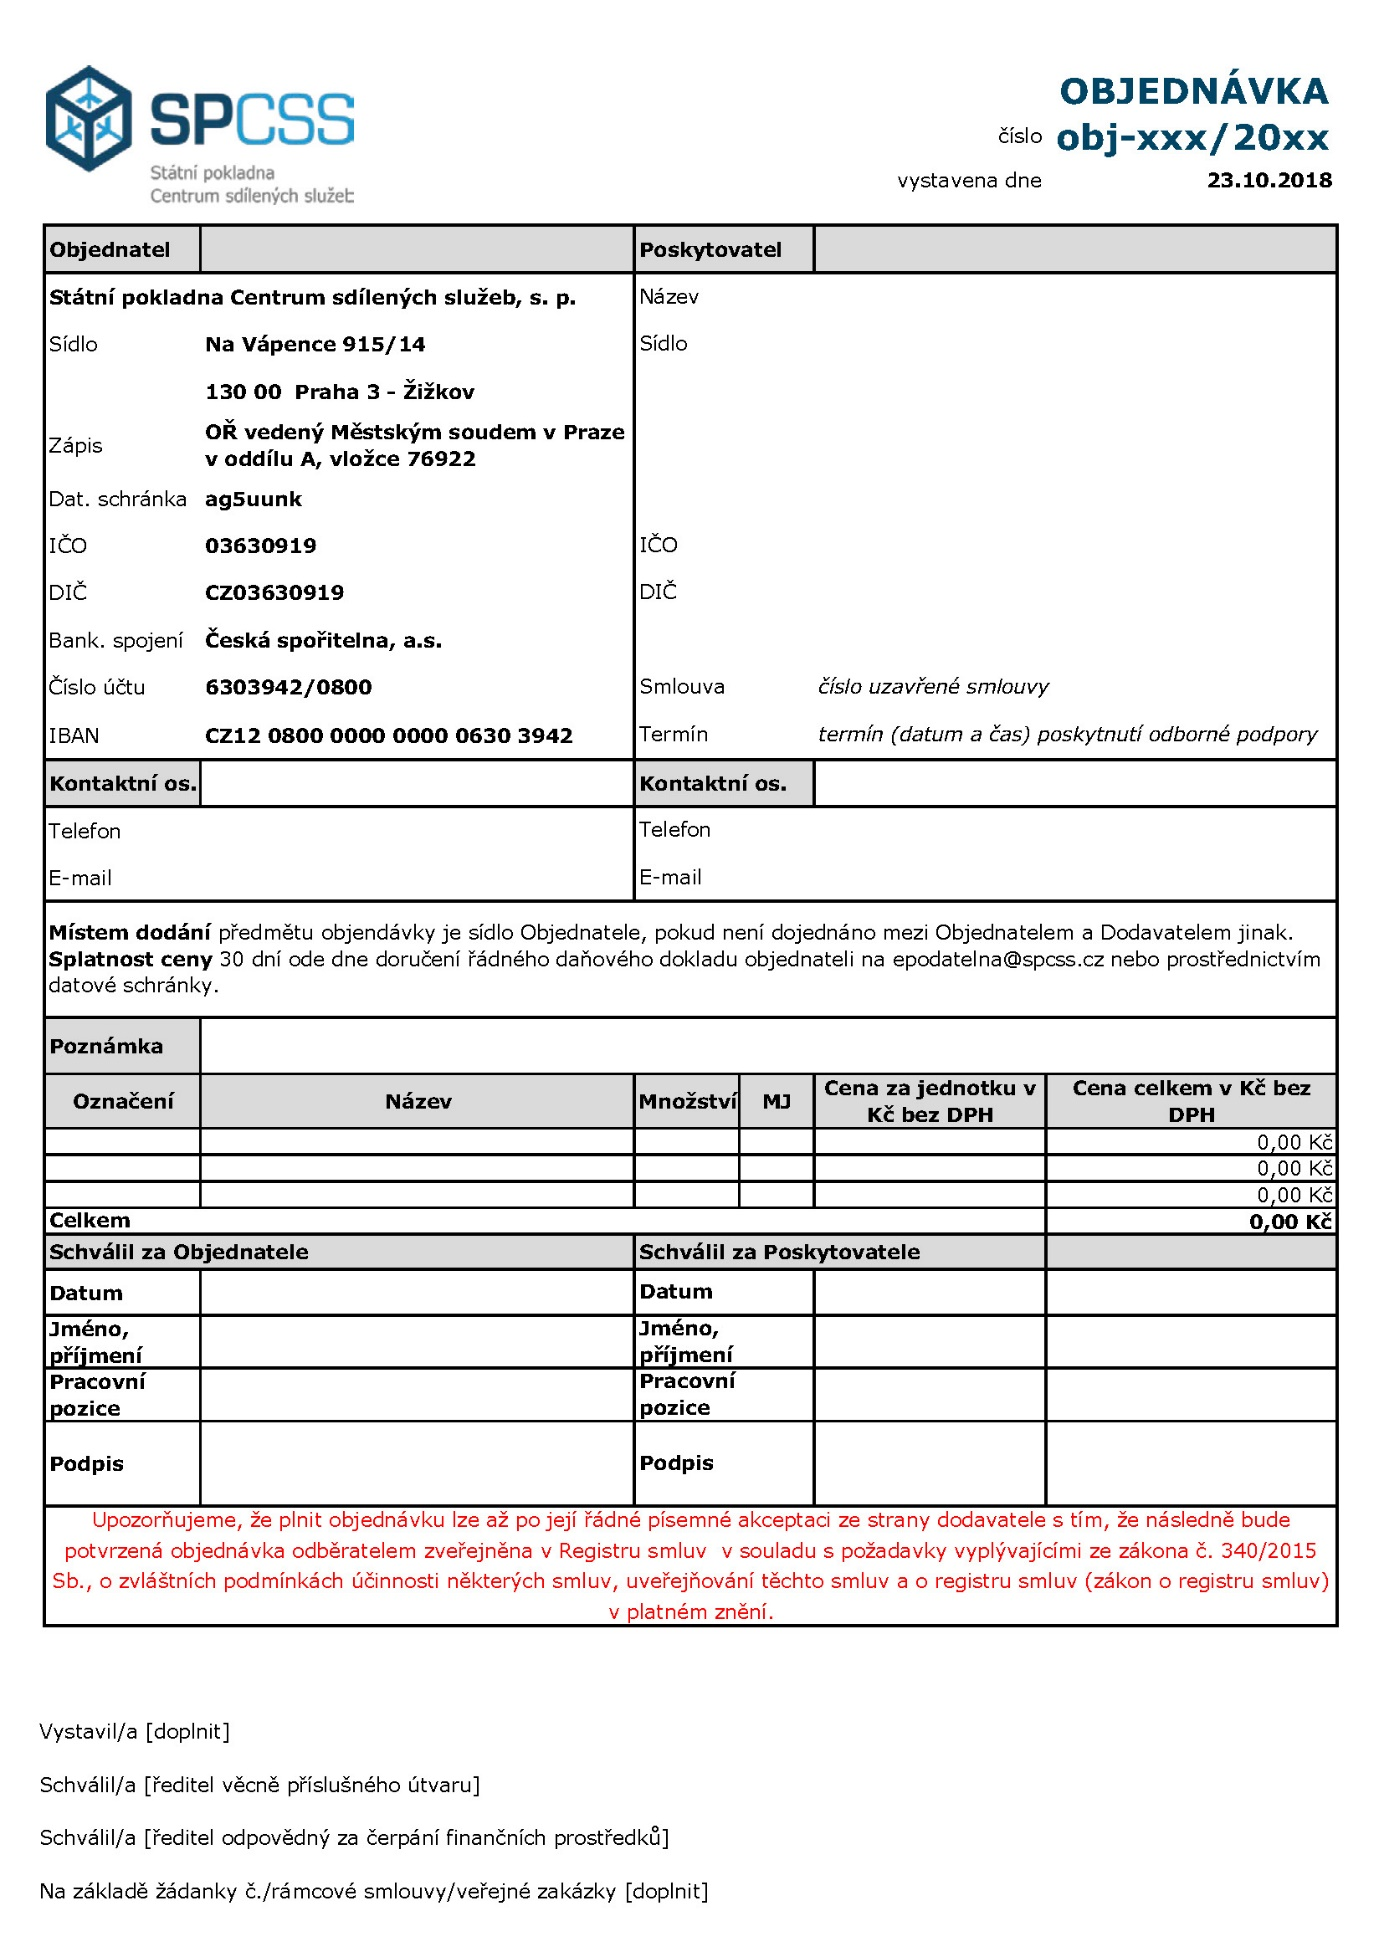 SPCSS
Státní pokladna
Centrum sdílených služeb
OBJEDNÁVKA
číslo obj-xxx/20xx
vystavena dne 23.10.2018
Objednatel Poskytovatel
Státní pokladna Centrum sdílených služeb, s. p. Název
Sídlo Na Vápence 915/14 Sídlo
130 00 Praha 3 - Žižkov
Zápis OŘ vedený Městským soudem v Praze
v oddílu A, vložce 76922
Dat. schránka ag5uunk
IČO 03630919 IČO
DIČ CZ03630919 DIČ
Bank. spojení Česká spořitelna, a.s.
Číslo účtu 6303942/0800 Smlouva číslo uzavřené smlouvy
IBAN CZ12 0800 0000 0000 0630 3942 Termín termín (datum a čas) poskytnutí odborné podpory
Kontaktní os. Kontaktní os.
Telefon Telefon
E-mail E-mail
Místem dodání předmětu objendávky je sídlo Objednatele, pokud není dojednáno mezi Objednatelem a Dodavatelem jinak.
Splatnost ceny 30 dní ode dne doručení řádného daňového dokladu objednateli na epodatelna@spcss.cz nebo prostřednictvím
datové schránky.
Poznámka
Označení Název Množství MJ Cena za jednotku v Kč bez DPH Cena celkem v Kč bez DPH
0,00 Kč
0,00 Kč
0,00 Kč
Celkem 0,00 Kč
Schválil za Objednatele Schválil za Poskytovatele
Datum Datum
Jméno, příjmení Jméno, příjmení
Pracovní pozice Pracovní pozice
Podpis Podpis
Upozorňujeme, že plnit objednávku lze až po její řádné písemné akceptaci ze strany dodavatele s tím, že následně bude
potvrzená objednávka odběratelem zveřejněna v Registru smluv v souladu s požadavky vyplývajícími ze zákona č. 340/2015
Sb., o zvláštních podmínkách účinnosti některých smluv, uveřejňování těchto smluv a o registru smluv (zákon o registru smluv)
v platném znění.
Vystavil/a [doplnit]
Schválil/a [ředitel věcně příslušného útvaru]
Schválil/a [ředitel odpovědný za čerpání finančních prostředků]
Na základě žádanky č./rámcové smlouvy/veřejné zakázky [doplnit]